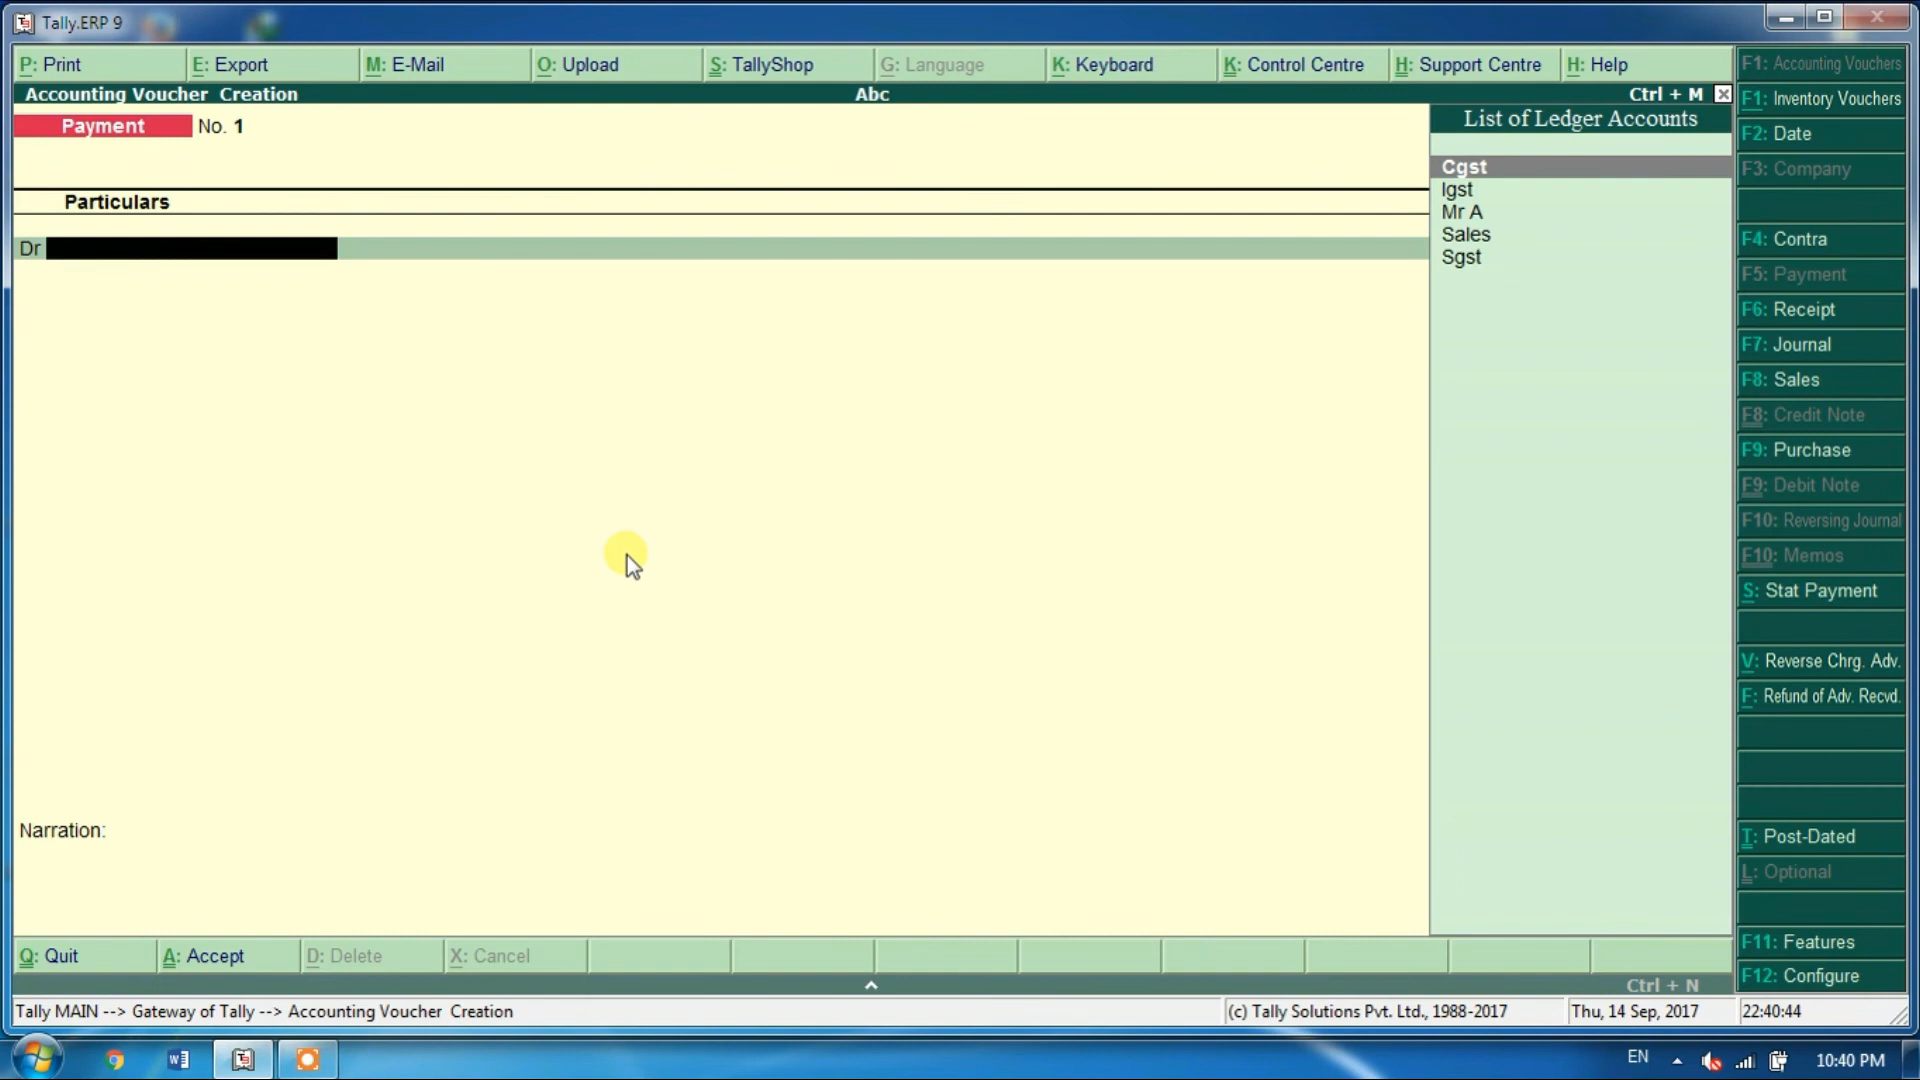 Tally.ERP 9
P: Print E: Export M: E-Mail O: Upload S: TallyShop G: Language K: Keyboard K: Control Centre H: Support Centre H: Help
Accounting Voucher Creation Abc Ctrl + M
Payment No. 1
Particulars
Dr
Narration:
List of Ledger Accounts
Cgst
Igst
Mr A
Sales
Sgst
F1: Accounting Vouchers
F1: Inventory Vouchers
F2: Date
F3: Company
F4: Contra
F5: Payment
F6: Receipt
F7: Journal
F8: Sales
F8: Credit Note
F9: Purchase
F9: Debit Note
F10: Reversing Journal
F10: Memos
S: Stat Payment
V: Reverse Chrg. Adv.
F: Refund of Adv. Recvd.
T: Post-Dated
L: Optional
F11: Features
F12: Configure
Q: Quit A: Accept D: Delete X: Cancel
Ctrl + N
Tally MAIN --> Gateway of Tally --> Accounting Voucher Creation (c) Tally Solutions Pvt. Ltd., 1988-2017 Thu, 14 Sep, 2017 22:40:44
EN 10:40 PM